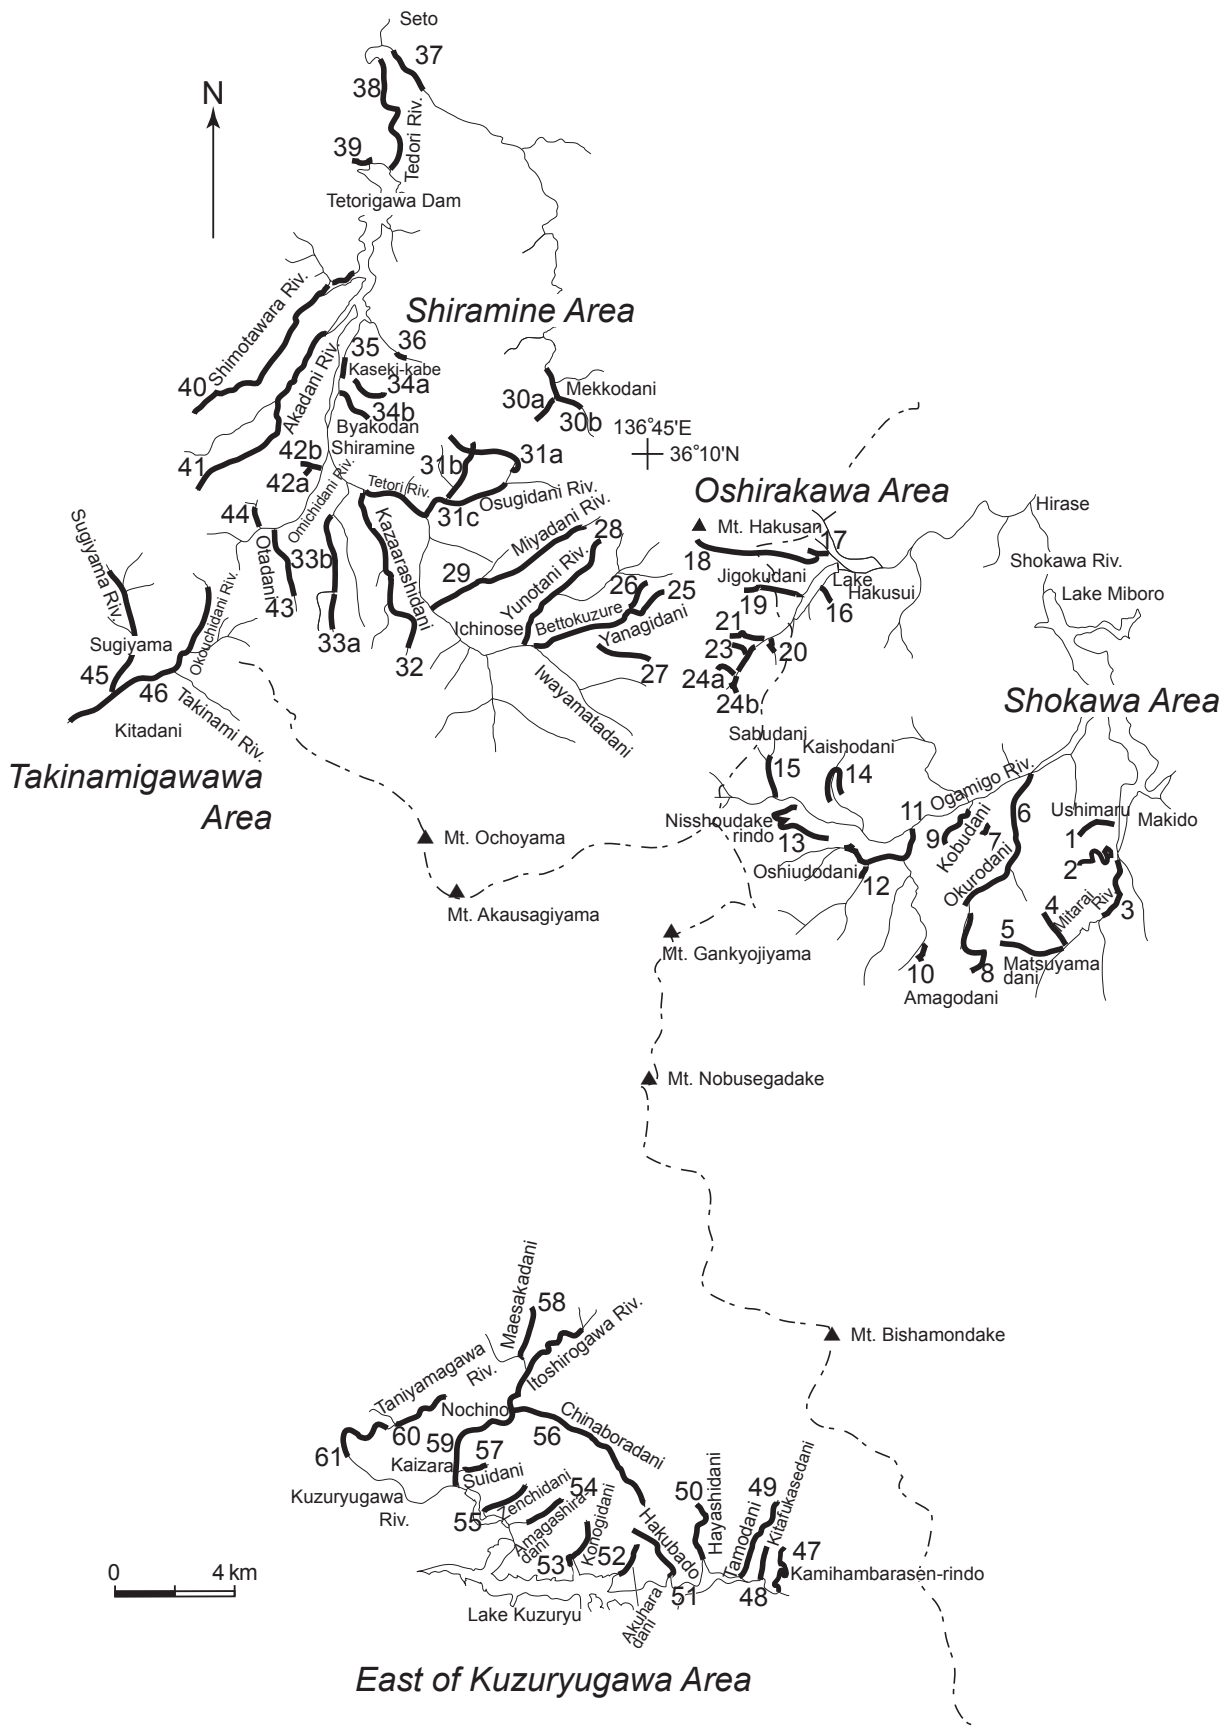 Seto
37
38
N
Tedori Riv.
39
Tetorigawa Dam
Shimotawara Riv.
Shiramine Area
36
35
Kaseki-kabe
34a
40
Akadani Riv.
34b
Byakodan
Mekkodani
30a
30b
136°45'E
36°10'N
Shiramine
42b
42a
41
31b
31a
Tetori Riv.
Osugidani Riv.
31c
Omichidani Riv.
Oshirakawa Area
Hirase
44
Sugiyama Riv.
Otadani
33b
Kazaarashidani
Miyadani Riv.
28
Mt. Hakusan
17
18
Shokawa Riv.
29
Yunotani Riv.
26
25
Jigokudani
Lake
Hakusui
Lake Miboro
43
19
16
Okouchidani Riv.
33a
Ichinose
Bettokuzure
Yanagidani
21
23
20
Sugiyama
32
27
24a
24b
45
46
Takinami Riv.
Iwayamatadani
Shokawa Area
Kitadani
Sabudani
Kaishodani
Takinamigawawa
Area
15
14
Ogamigo Riv.
11
6
Ushimaru
Makido
Nisshoudake
rindo
13
9
Kobudani
7
1
Mt. Ochoyama
Oshiudodani
12
Okurodani
2
Mt. Akausagiyama
4
Mitarai
Riv.
3
5
Mt. Gankyojiyama
10
8
Matsuyama
dani
Amagodani
Mt. Nobusegadake
Maesakadani
58
Itoshirogawa Riv.
Mt. Bishamondake
Taniyamagawa
Riv.
Nochino
Chinaboradani
60
59
56
61
57
Kaizara
Suidani
Kuzuryugawa
Riv.
55
Zenchidani
54
Amagashira-
dani
Konogidani
50
Hayashidani
49
Tamodani
Kitafukasedani
53
52
Hakubado
47
Kamihambarasen-rindo
0
4 km
51
48
Lake Kuzuryu
Akuhara
dani
East of Kuzuryugawa Area